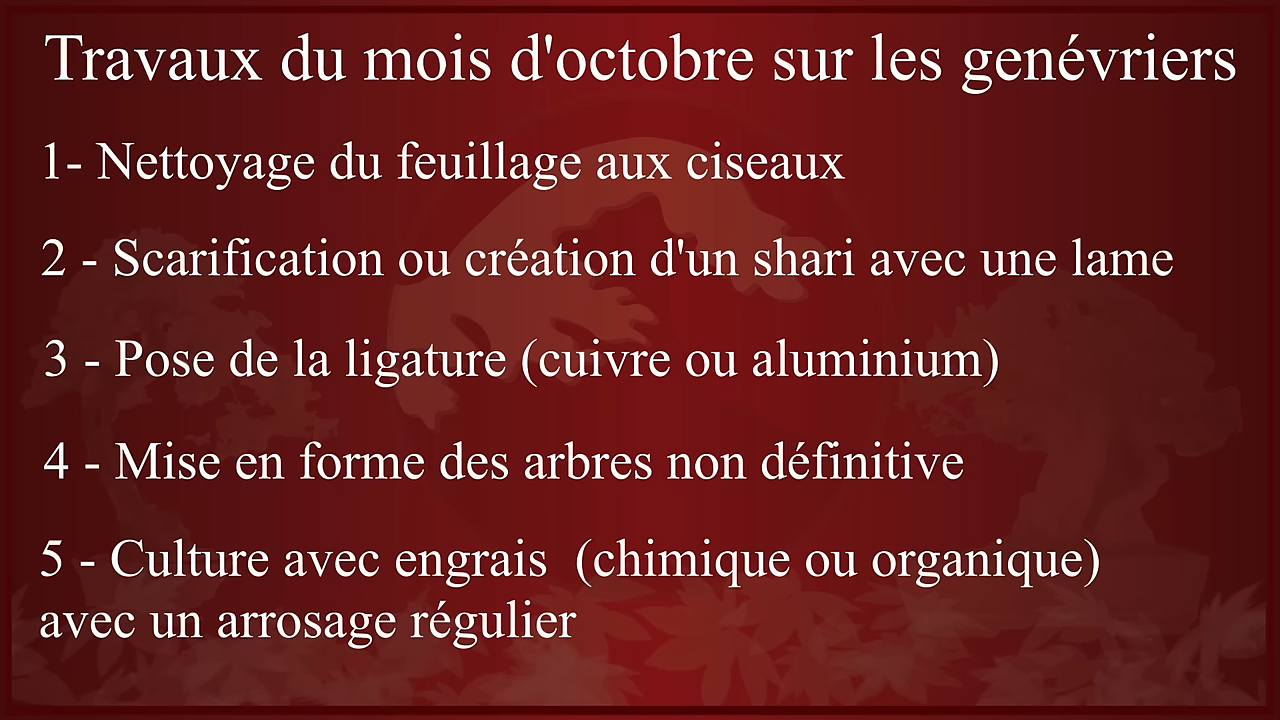 Travaux du mois d'octobre sur les genévriers
1- Nettoyage du feuillage aux ciseaux
2 - Scarification ou création d'un shari avec une lame
3 - Pose de la ligature (cuivre ou aluminium)
4 - Mise en forme des arbres non définitive
5 - Culture avec engrais  (chimique ou organique)
avec un arrosage régulier